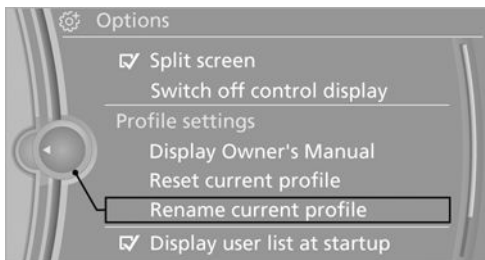 Options
Split screen
Switch off control display
Profile settings
Display Owner's Manual
Reset current profile
Rename current profile
Display user list at startup